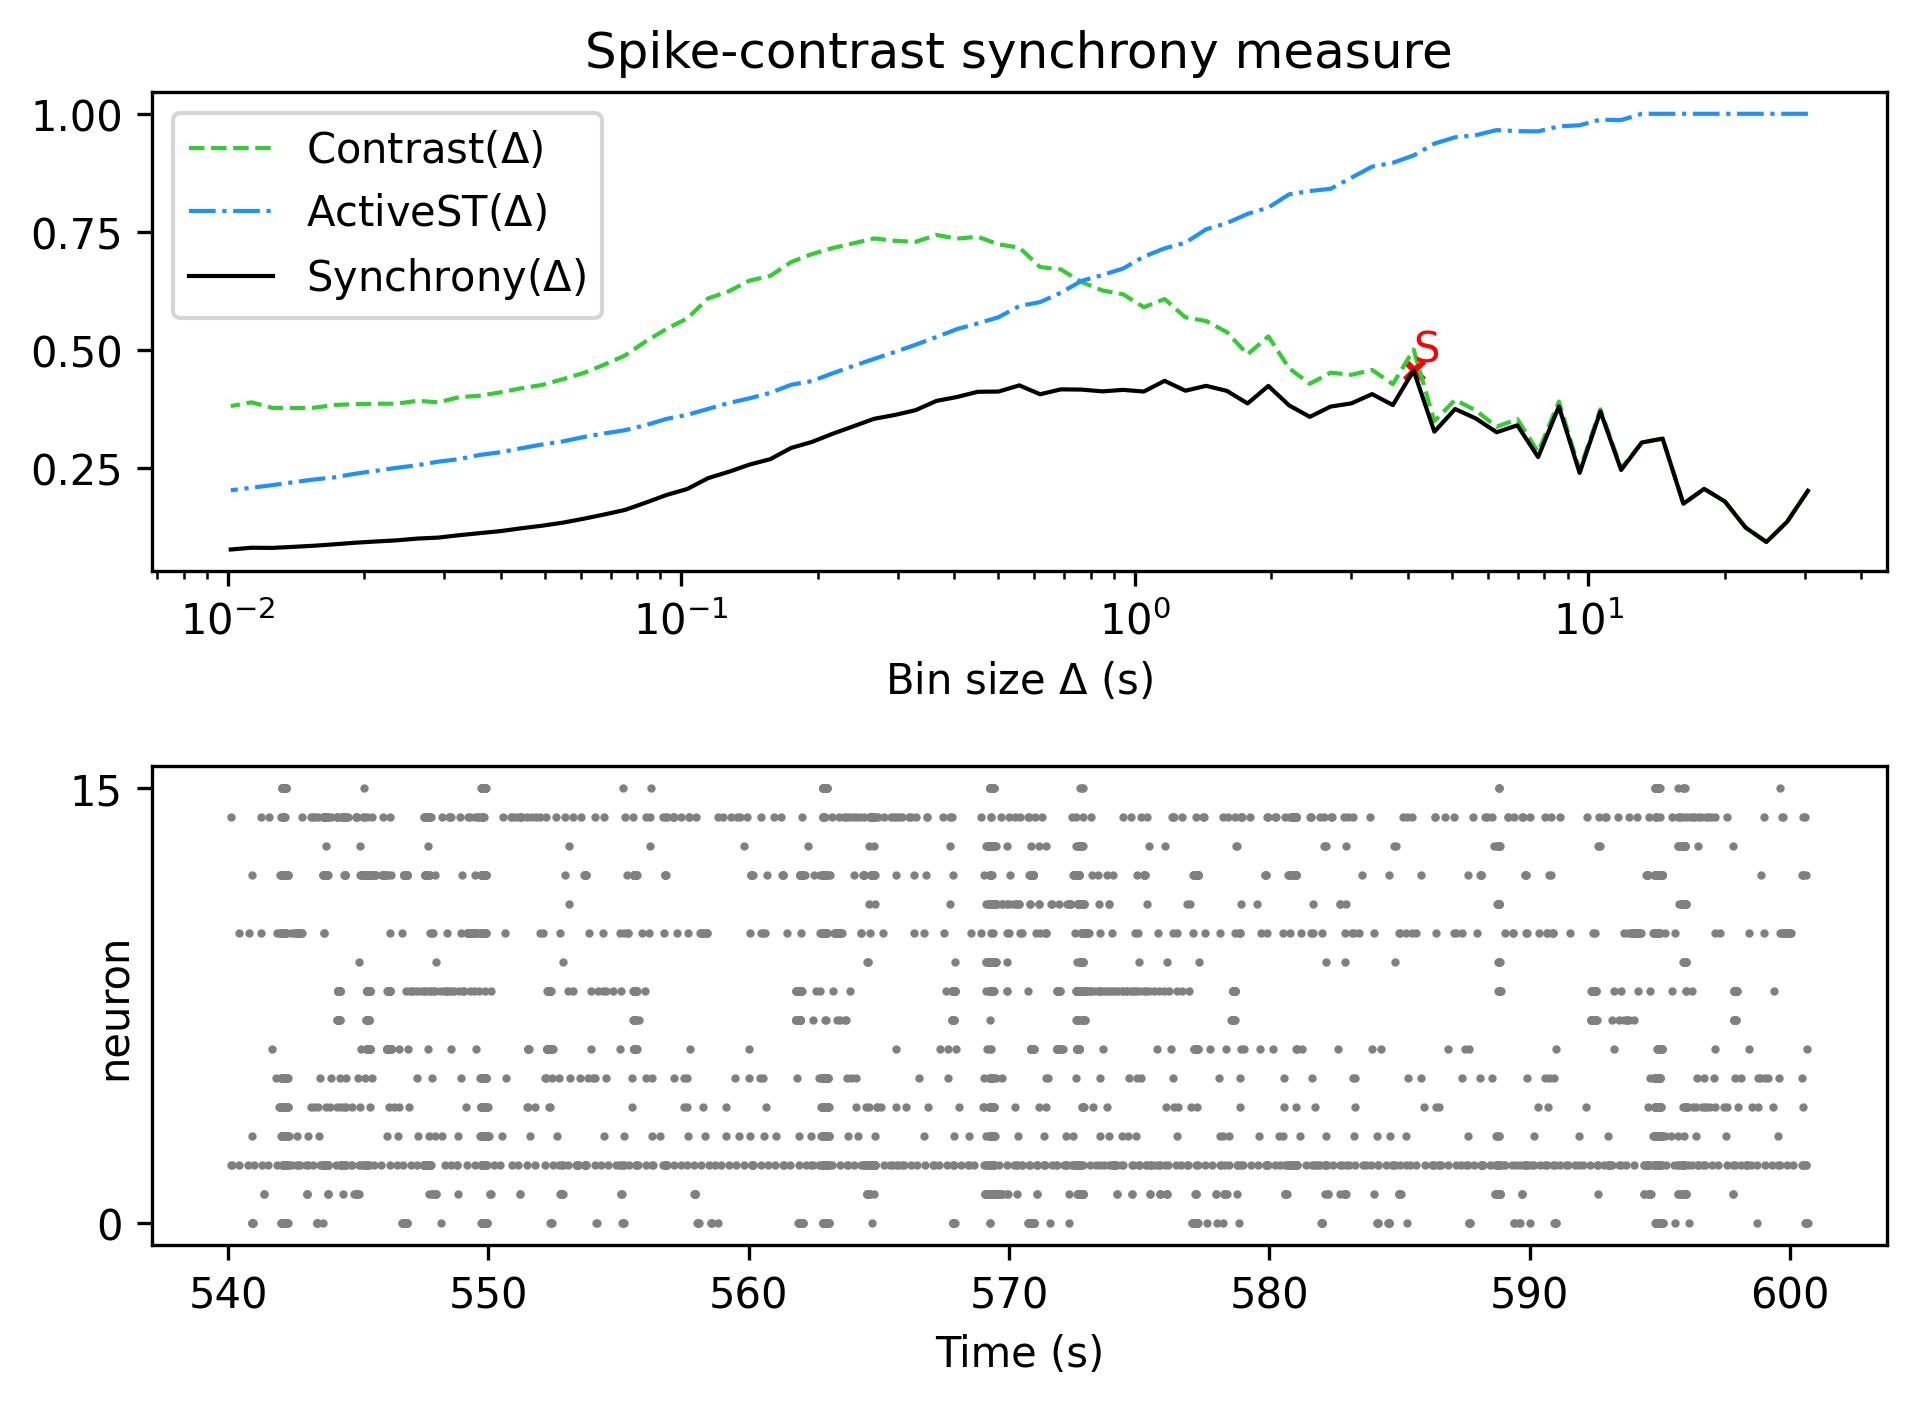 Spike-contrast synchrony measure
1.00
0.75
0.50
0.25
Contrast(Δ)
ActiveST(Δ)
Synchrony(Δ)
S
10⁻² 10⁻¹ 10⁰ 10¹
Bin size Δ (s)
15
0
neuron
540 550 560 570 580 590 600
Time (s)